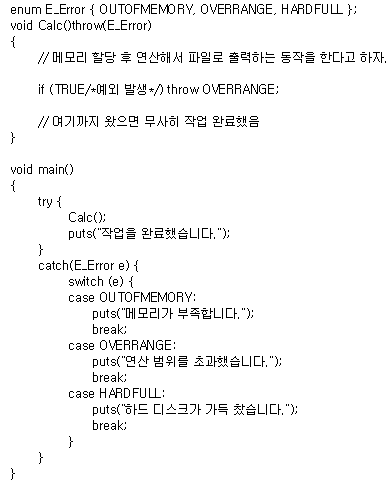 enum E_Error { OUTOFMEMORY, OVERRANGE, HARDFULL };
void Calc()throw(E_Error)
{
// 메모리 할당 후 연산해서 파일로 출력하는 동작을 한다고 하자.
if (TRUE/*예외 발생*/) throw OVERRANGE;
// 여기까지 왔으면 무사히 작업 완료했음
}
void main()
{
try {
Calc();
puts("작업을 완료했습니다.");
}
catch(E_Error e) {
switch (e) {
case OUTOFMEMORY:
puts("메모리가 부족합니다.");
break;
case OVERRANGE:
puts("연산 범위를 초과했습니다.");
break;
case HARDFULL:
puts("하드 디스크가 가득 찼습니다.");
break;
}
}
}